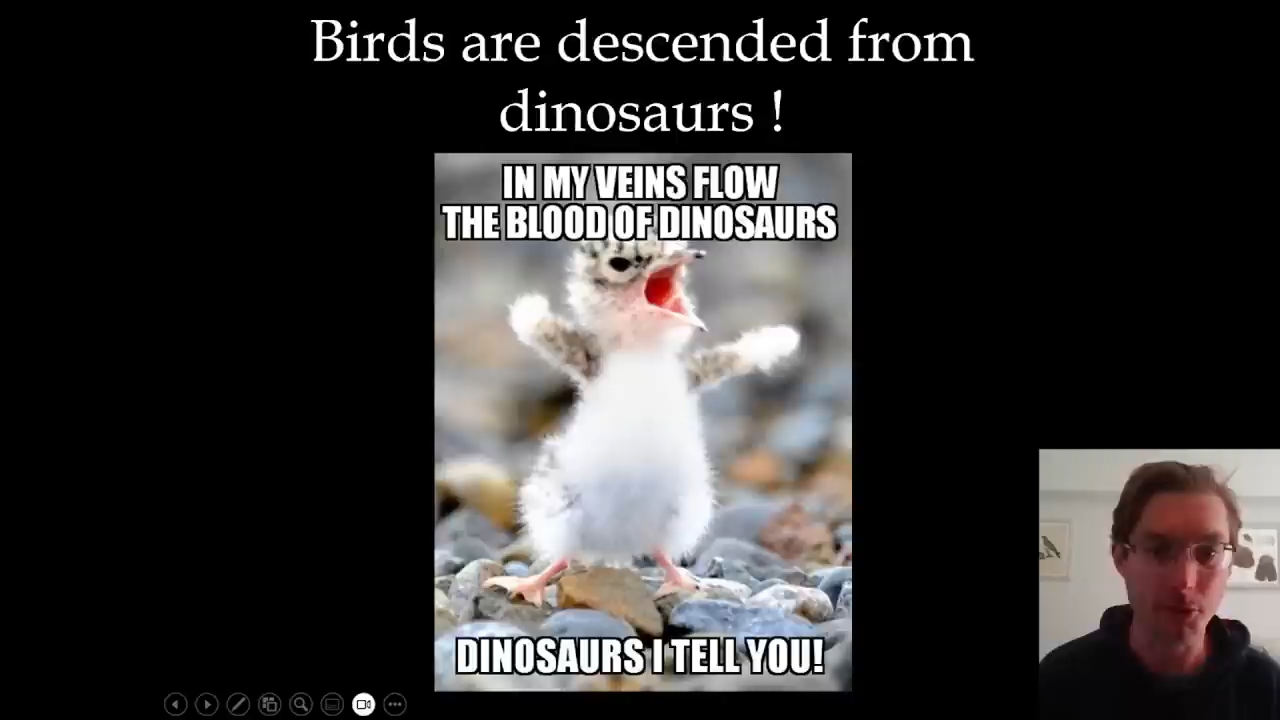 Birds are descended from
dinosaurs !
IN MY VEINS FLOW
THE BLOOD OF DINOSAURS
DINOSAURS I TELL YOU!